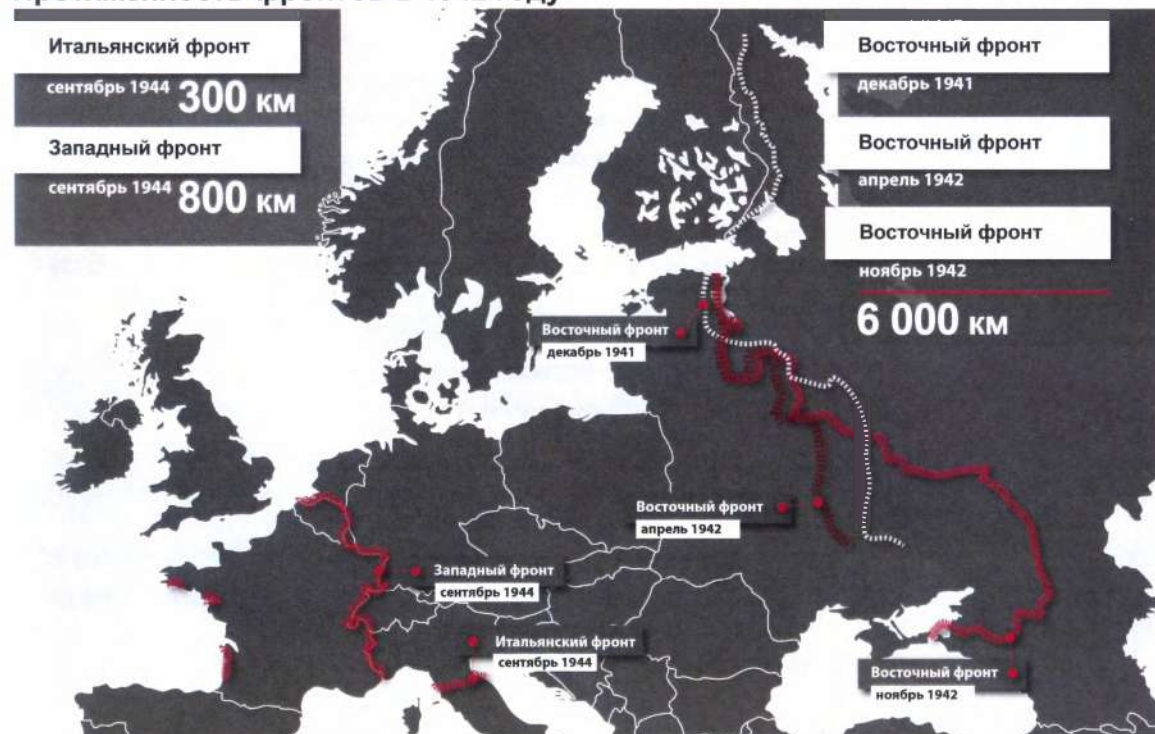 Итальянский фронт
сентябрь 1944 300 км
Западный фронт
сентябрь 1944 800 км
Восточный фронт
декабрь 1941
Восточный фронт
апрель 1942
Восточный фронт
ноябрь 1942
6 000 км
Восточный фронт
декабрь 1941
Восточный фронт
апрель 1942
Западный фронт
сентябрь 1944
Итальянский фронт
сентябрь 1944
Восточный фронт
ноябрь 1942